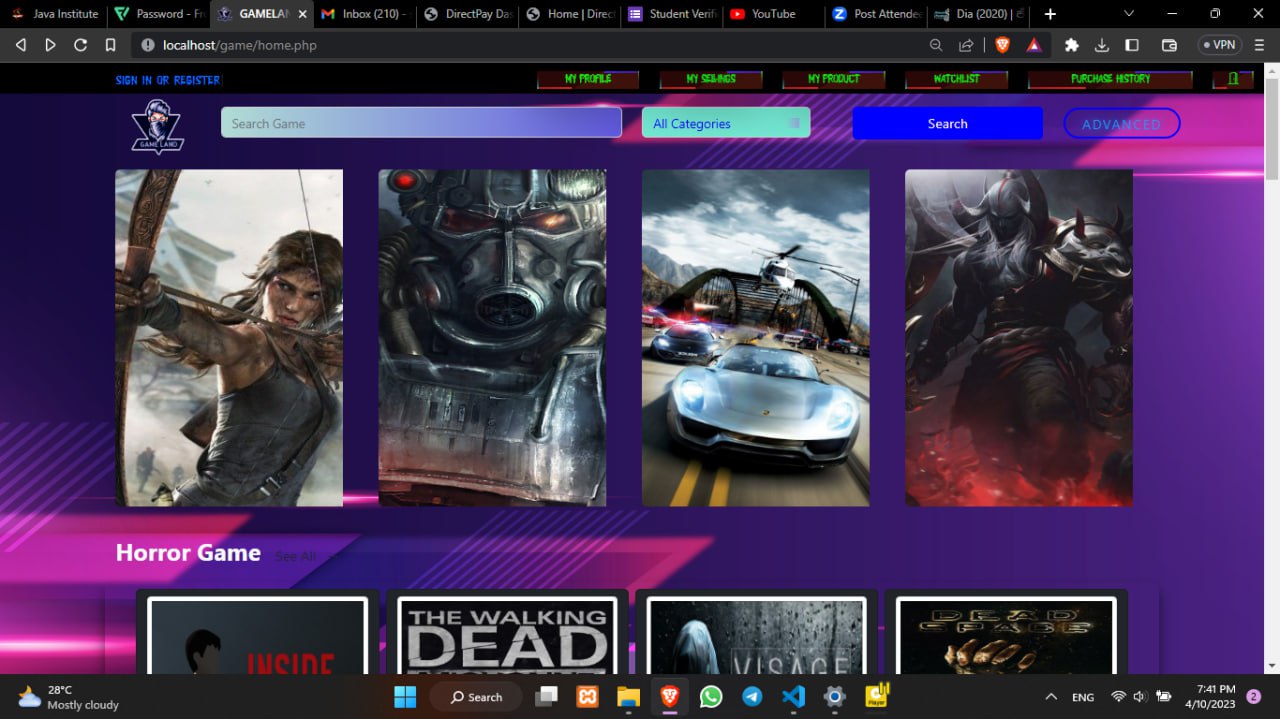 Java Institute
Password - Fr
GAMELAN
Inbox (210) -
DirectPay Das
Home | Direc
Student Verifi
YouTube
Post Attendee
Dia (2020) |
localhost/game/home.php
VPN
SIGN IN OR REGISTER
MY PROFILE
MY SELLINGS
MY PRODUCT
WATCHLIST
PURCHASE HISTORY
GAME LAND
Search Game
All Categories
Search
ADVANCED
Horror Game
See All
INSIDE
THE WALKING
DEAD
VISAGE
DEAD
SPACE
28°C
Mostly cloudy
Search
Player
ENG
7:41 PM
4/10/2023
2